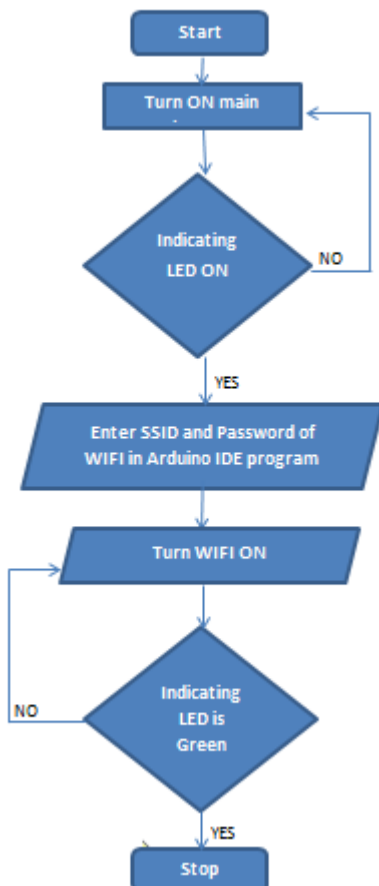 Start
Turn ON main
Indicating
LED ON
NO
YES
Enter SSID and Password of
WIFI in Arduino IDE program
Turn WIFI ON
Indicating
LED is
Green
NO
YES
Stop